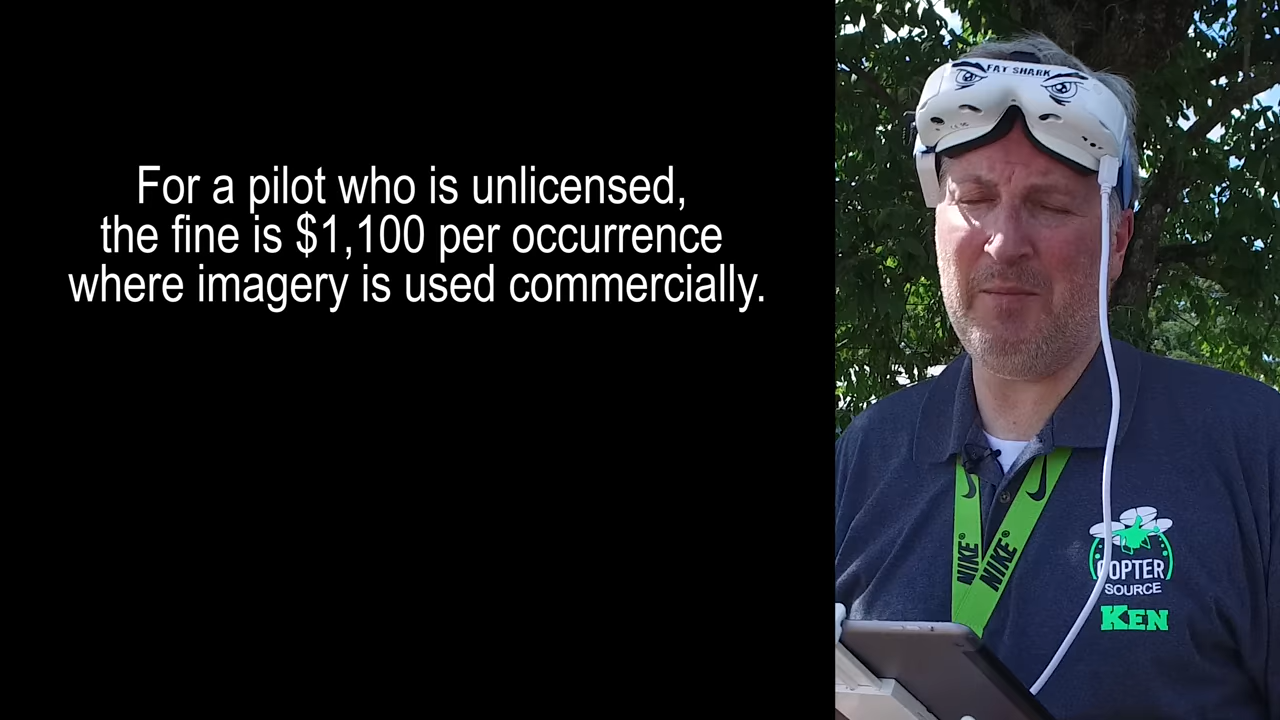 For a pilot who is unlicensed,
the fine is $1,100 per occurrence
where imagery is used commercially.
FAT SHARK
NIKE®
NIKE®
COPTER
SOURCE
KEN